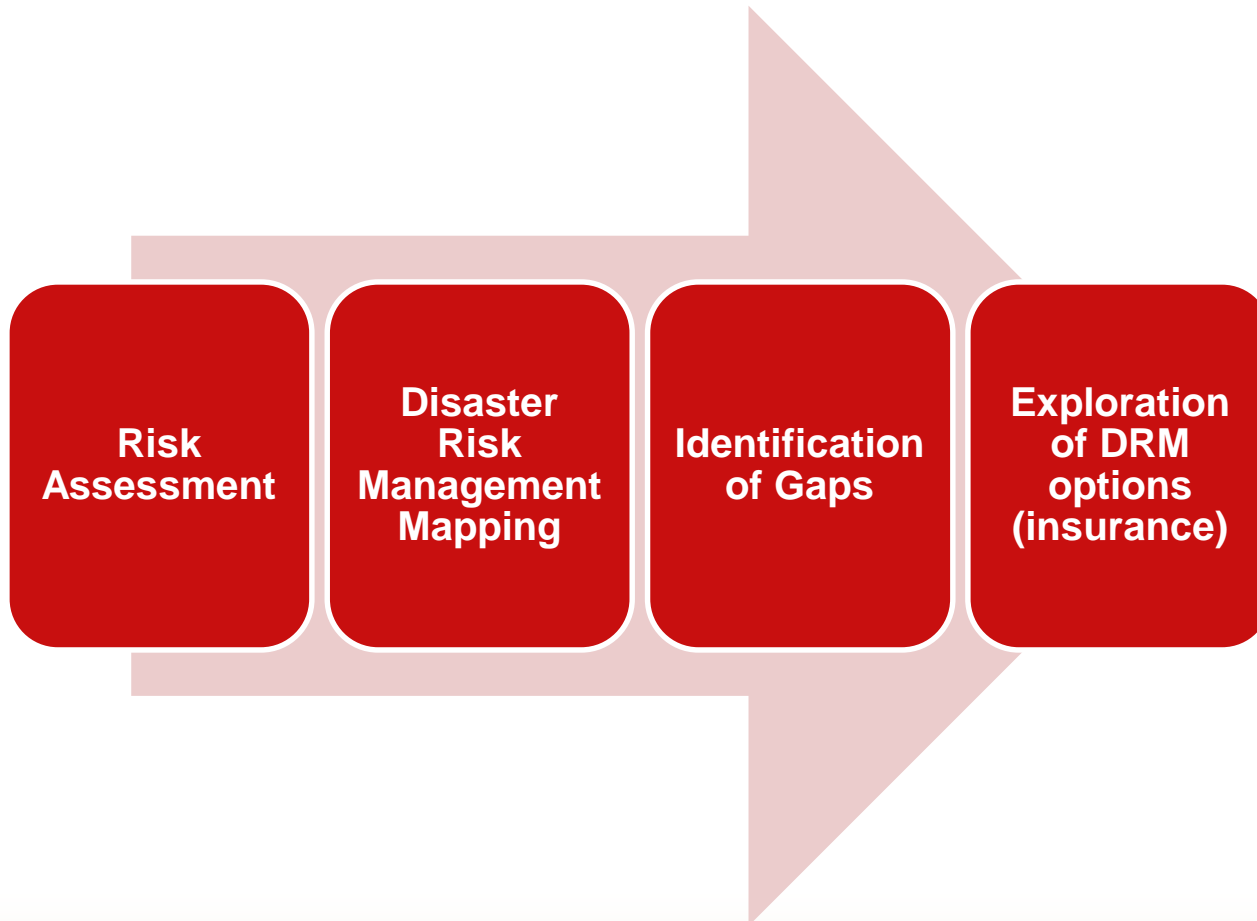 Risk
Assessment
Disaster
Risk
Management
Mapping
Identification
of Gaps
Exploration
of DRM
options
(insurance)